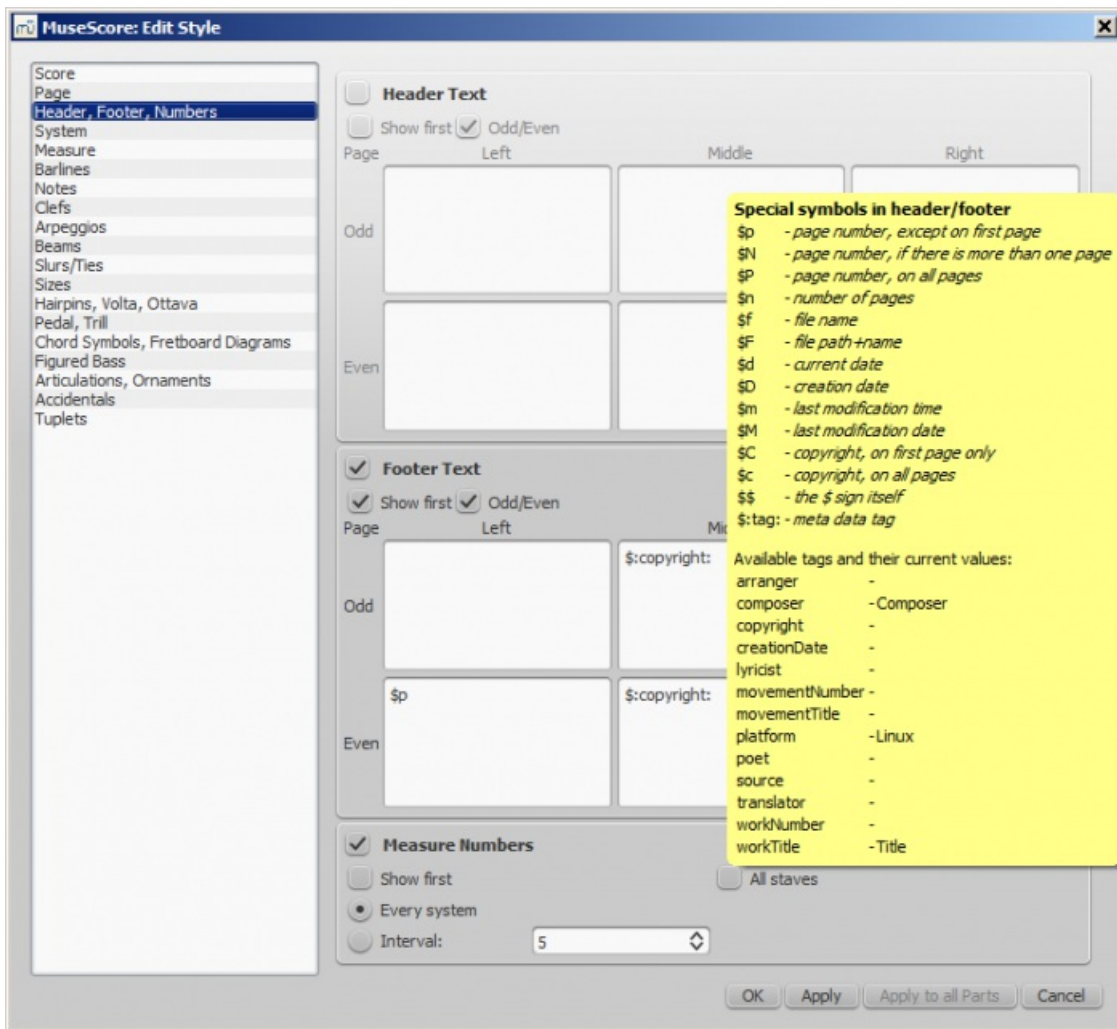 MuseScore: Edit Style
Score
Page
Header, Footer, Numbers
System
Measure
Barlines
Notes
Clefs
Arpeggios
Beams
Slurs/Ties
Sizes
Hairpins, Volta, Ottava
Pedal, Trill
Chord Symbols, Fretboard Diagrams
Figured Bass
Articulations, Ornaments
Accidentals
Tuplets
Header Text
Show first Odd/Even
Page Left Middle Right
Odd
Even
Footer Text
Show first Odd/Even
Page Left
Odd $:copyright:
Even $p $:copyright:
Measure Numbers
Show first All staves
Every system
Interval: 5
Special symbols in header/footer
$p - page number, except on first page
$N - page number, if there is more than one page
$P - page number, on all pages
$n - number of pages
$f - file name
$F - file path+name
$d - current date
$D - creation date
$m - last modification time
$M - last modification date
$C - copyright, on first page only
$c - copyright, on all pages
$$ - the $ sign itself
$:tag: - meta data tag
Available tags and their current values:
arranger -
composer -Composer
copyright -
creationDate -
lyricist -
movementNumber -
movementTitle -
platform -Linux
poet -
source -
translator -
workNumber -
workTitle -Title
OK Apply Apply to all Parts Cancel